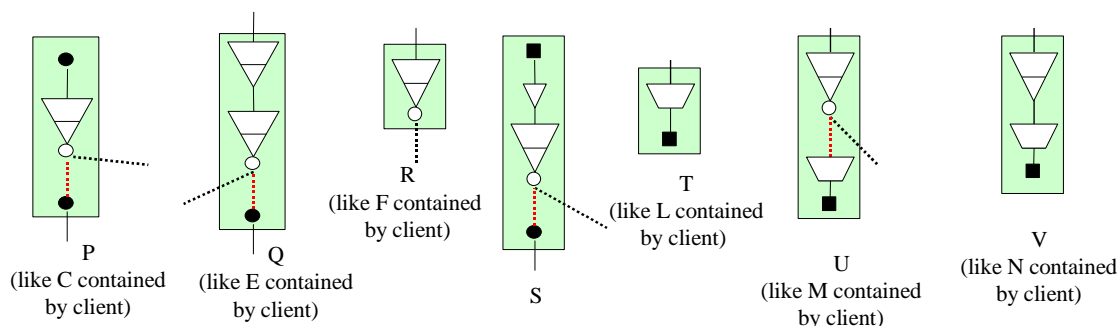 P
(like C contained
by client)
Q
(like E contained
by client)
R
(like F contained
by client)
S
T
(like L contained
by client)
U
(like M contained
by client)
V
(like N contained
by client)